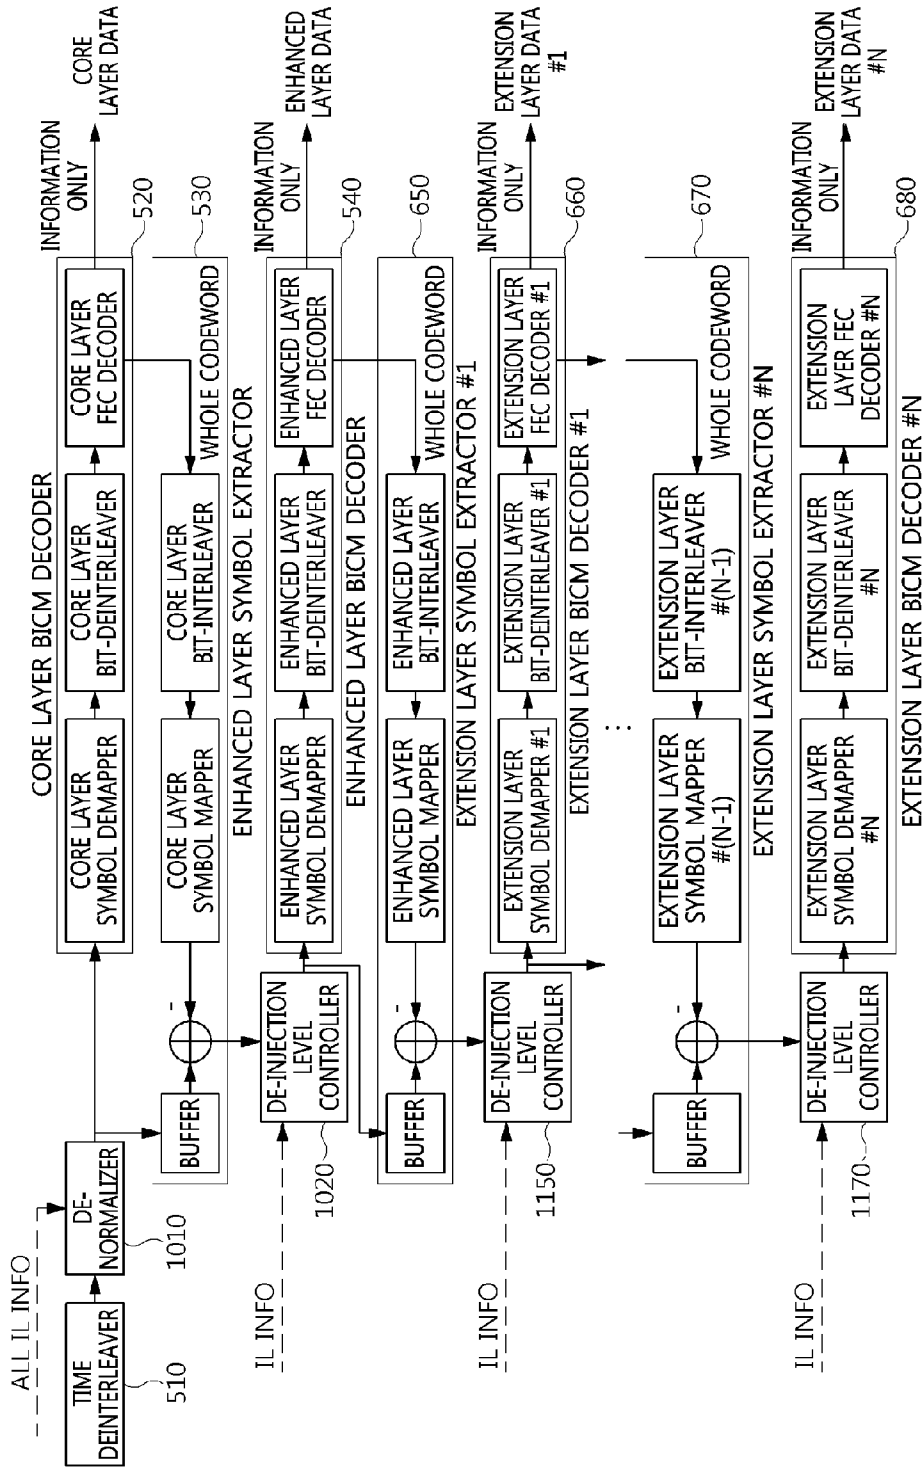 ALL IL INFO
TIME
DEINTERLEAVER
510
DE-
NORMALIZER
1010
CORE LAYER BICM DECODER
CORE LAYER
SYMBOL DEMAPPER
CORE LAYER
BIT-DEINTERLEAVER
CORE LAYER
FEC DECODER
520
INFORMATION
ONLY
CORE
LAYER DATA
BUFFER
-
CORE LAYER
SYMBOL MAPPER
CORE LAYER
BIT-INTERLEAVER
WHOLE CODEWORD
530
ENHANCED LAYER SYMBOL EXTRACTOR
IL INFO
DE-INJECTION
LEVEL
CONTROLLER
1020
ENHANCED LAYER
SYMBOL DEMAPPER
ENHANCED LAYER
BIT-DEINTERLEAVER
ENHANCED LAYER
FEC DECODER
540
INFORMATION
ONLY
ENHANCED
LAYER DATA
ENHANCED LAYER BICM DECODER
BUFFER
-
ENHANCED LAYER
SYMBOL MAPPER
ENHANCED LAYER
BIT-INTERLEAVER
WHOLE CODEWORD
650
EXTENSION LAYER SYMBOL EXTRACTOR #1
IL INFO
DE-INJECTION
LEVEL
CONTROLLER
1150
EXTENSION LAYER
SYMBOL DEMAPPER #1
EXTENSION LAYER
BIT-DEINTERLEAVER #1
EXTENSION LAYER
FEC DECODER #1
660
INFORMATION
ONLY
EXTENSION
LAYER DATA
#1
EXTENSION LAYER BICM DECODER #1
...
BUFFER
-
EXTENSION LAYER
SYMBOL MAPPER
#(N-1)
EXTENSION LAYER
BIT-INTERLEAVER
#(N-1)
WHOLE CODEWORD
670
EXTENSION LAYER SYMBOL EXTRACTOR #N
IL INFO
DE-INJECTION
LEVEL
CONTROLLER
1170
EXTENSION LAYER
SYMBOL DEMAPPER
#N
EXTENSION LAYER
BIT-DEINTERLEAVER
#N
EXTENSION
LAYER FEC
DECODER #N
680
INFORMATION
ONLY
EXTENSION
LAYER DATA
#N
EXTENSION LAYER BICM DECODER #N